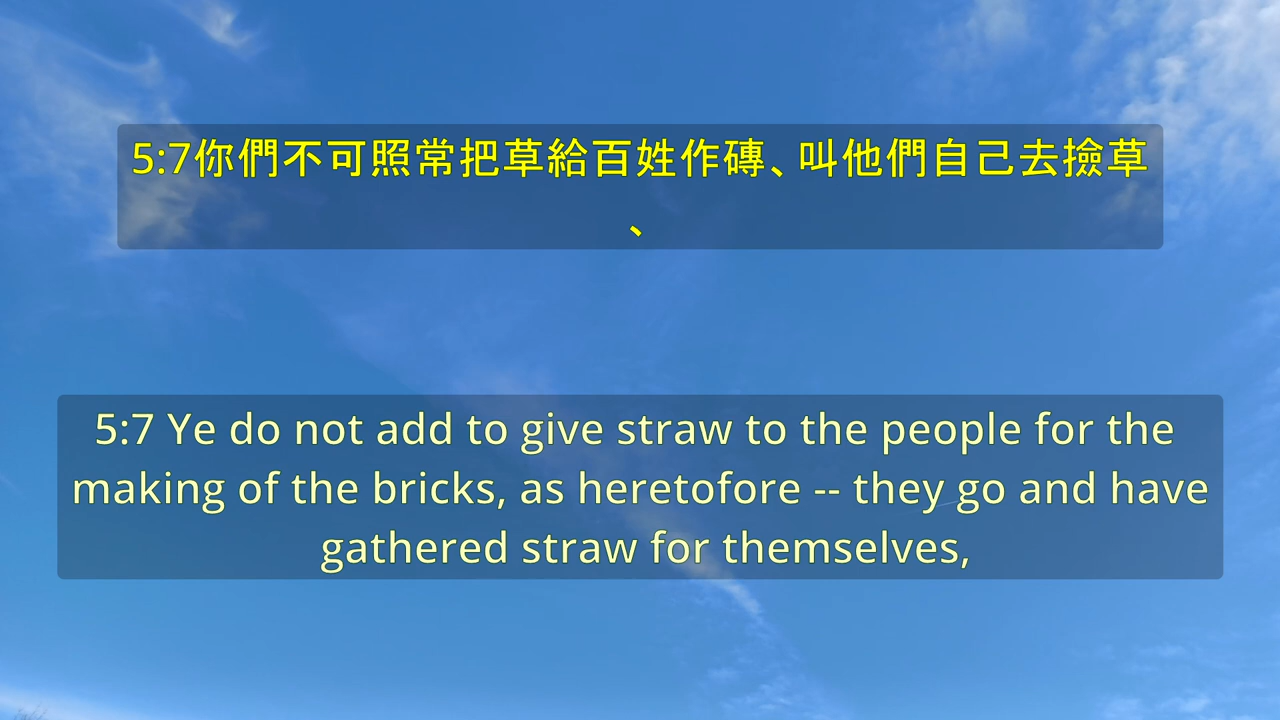 5:7你們不可照常把草給百姓作磚、叫他們自己去撿草
、
5:7 Ye do not add to give straw to the people for the
making of the bricks, as heretofore -- they go and have
gathered straw for themselves,